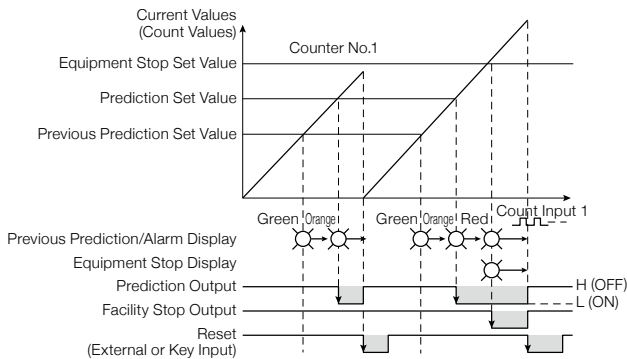 Current Values
(Count Values)
Counter No.1
Equipment Stop Set Value
Prediction Set Value
Previous Prediction Set Value
Count Input 1
Green Orange Green Orange Red
Previous Prediction/Alarm Display
Equipment Stop Display
Prediction Output
H (OFF)
L (ON)
Facility Stop Output
Reset
(External or Key Input)